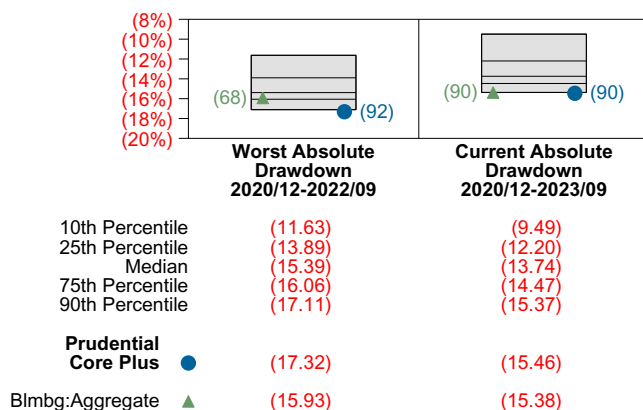 (8%)
(10%)
(12%)
(14%)
(16%)
(18%)
(20%)
(68)
(92)
(90)
(90)
Worst Absolute
Drawdown
2020/12-2022/09
Current Absolute
Drawdown
2020/12-2023/09
10th Percentile (11.63) (9.49)
25th Percentile (13.89) (12.20)
Median (15.39) (13.74)
75th Percentile (16.06) (14.47)
90th Percentile (17.11) (15.37)
Prudential
Core Plus (17.32) (15.46)
Blmbg:Aggregate (15.93) (15.38)